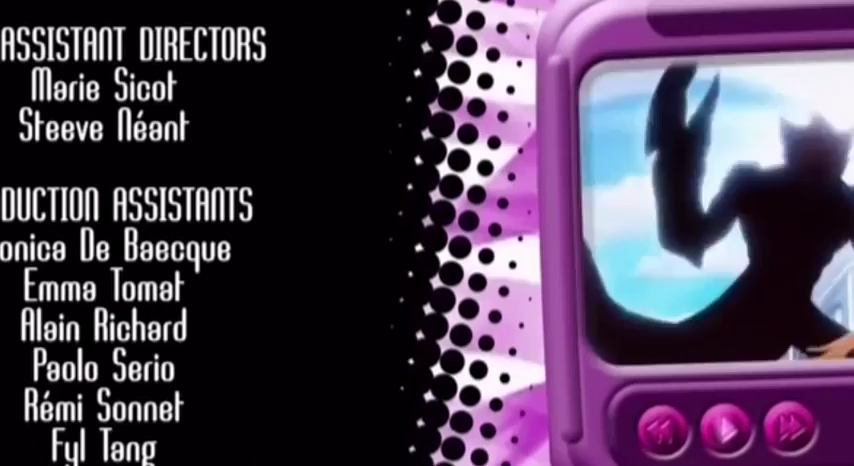 ASSISTANT DIRECTORS
Marie Sicot
Steeve Néant
DUCTION ASSISTANTS
onica De Baecque
Emma Tomat
Alain Richard
Paolo Serio
Rémi Sonnet
Fyl Tang